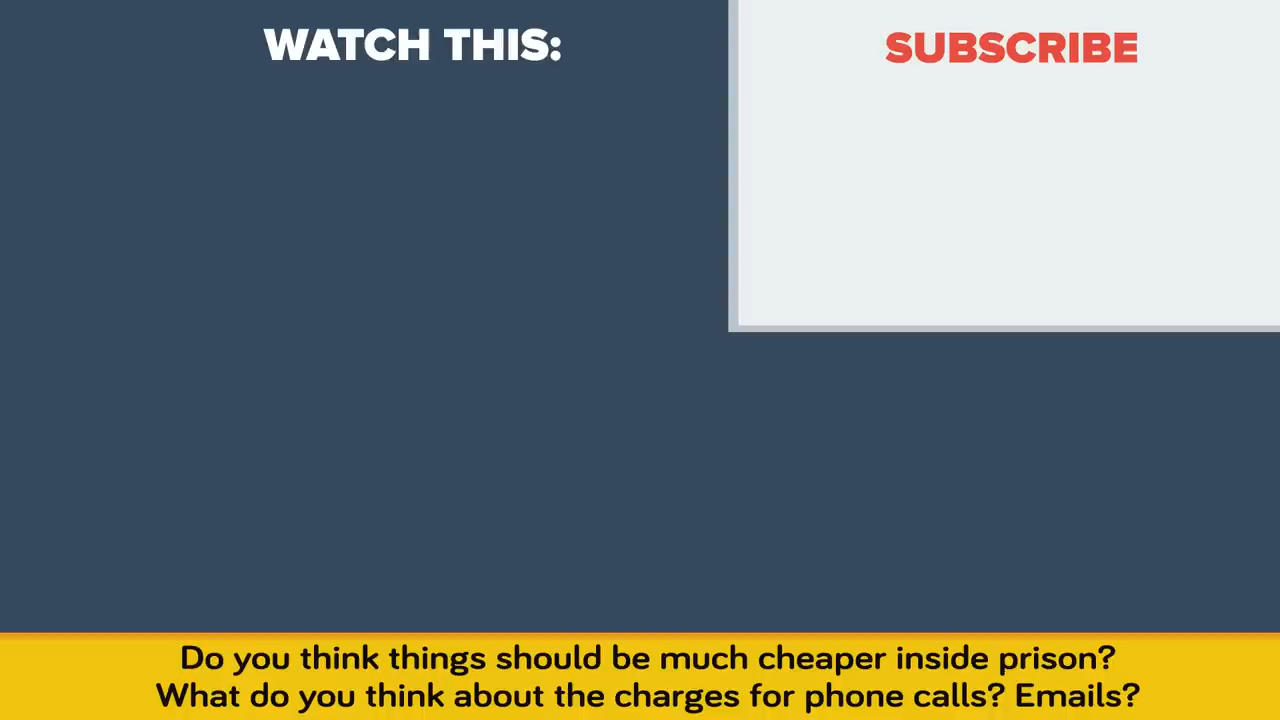 WATCH THIS:
SUBSCRIBE
Do you think things should be much cheaper inside prison?
What do you think about the charges for phone calls? Emails?